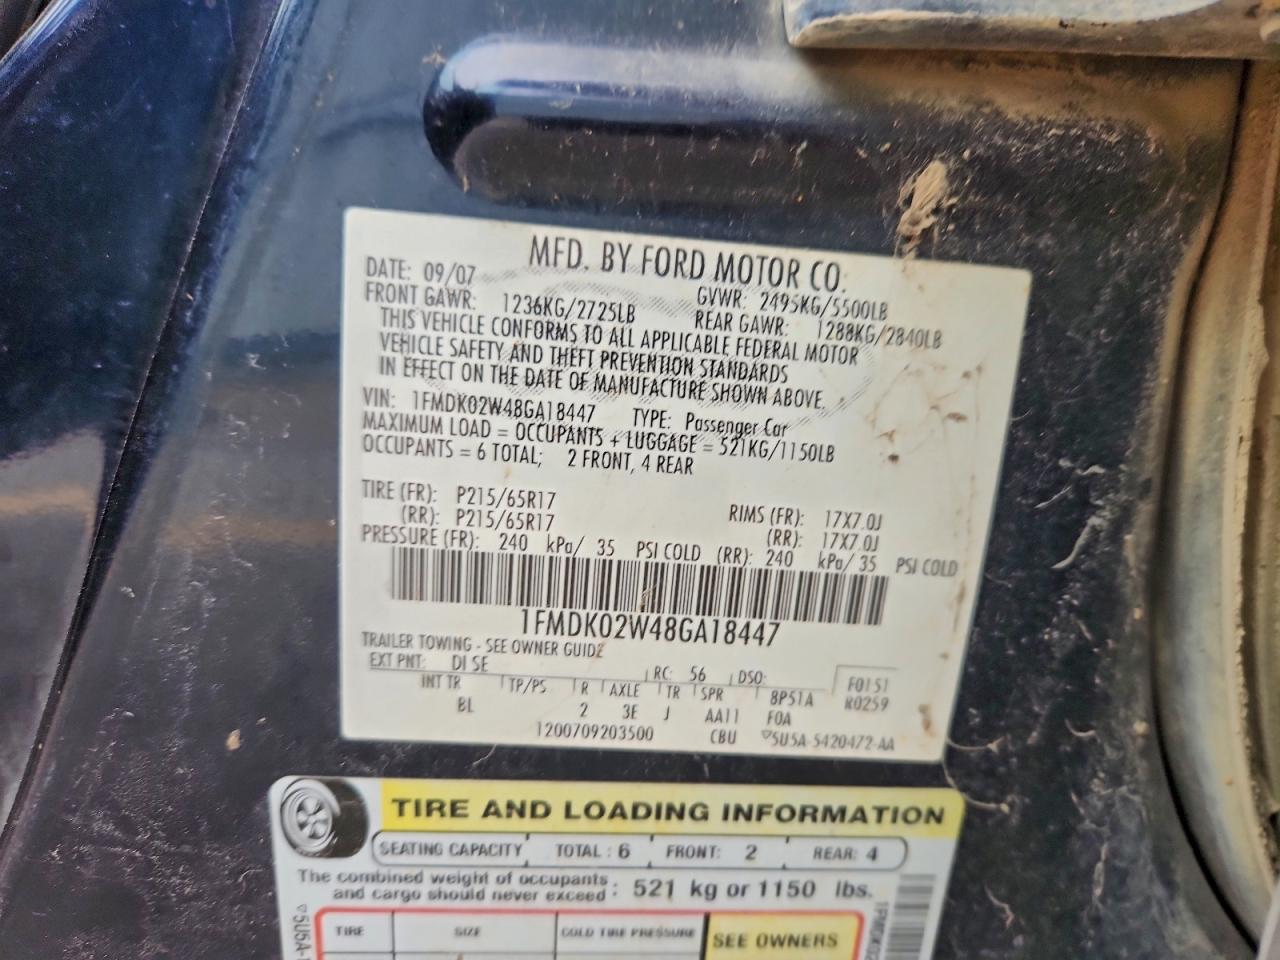 MFD. BY FORD MOTOR CO.
DATE: 09/07 GVWR: 2495KG/5500LB
FRONT GAWR: 1236KG/2725LB REAR GAWR: 1288KG/2840LB
THIS VEHICLE CONFORMS TO ALL APPLICABLE FEDERAL MOTOR
VEHICLE SAFETY AND THEFT PREVENTION STANDARDS
IN EFFECT ON THE DATE OF MANUFACTURE SHOWN ABOVE.
VIN: 1FMDK02W48GA18447 TYPE: Passenger Car
MAXIMUM LOAD = OCCUPANTS + LUGGAGE = 521KG/1150LB
OCCUPANTS = 6 TOTAL; 2 FRONT, 4 REAR
TIRE (FR): P215/65R17 RIMS (FR): 17X7.0J
(RR): P215/65R17 (RR): 17X7.0J
PRESSURE (FR): 240 kPa/ 35 PSI COLD (RR): 240 kPa/ 35 PSI COLD
1FMDK02W48GA18447
TRAILER TOWING - SEE OWNER GUIDE
EXT PNT: DI SE RC: 56 DSO: F0151
INT TR TP/PS R AXLE TR SPR 8P51A R0259
BL 2 3E J AA11 F0A
1200709203500 CBU ▽5U5A-5420472-AA
TIRE AND LOADING INFORMATION
SEATING CAPACITY TOTAL : 6 FRONT: 2 REAR: 4
The combined weight of occupants
and cargo should never exceed : 521 kg or 1150 lbs.
TIRE SIZE COLD TIRE PRESSURE SEE OWNERS
▽5U5A-